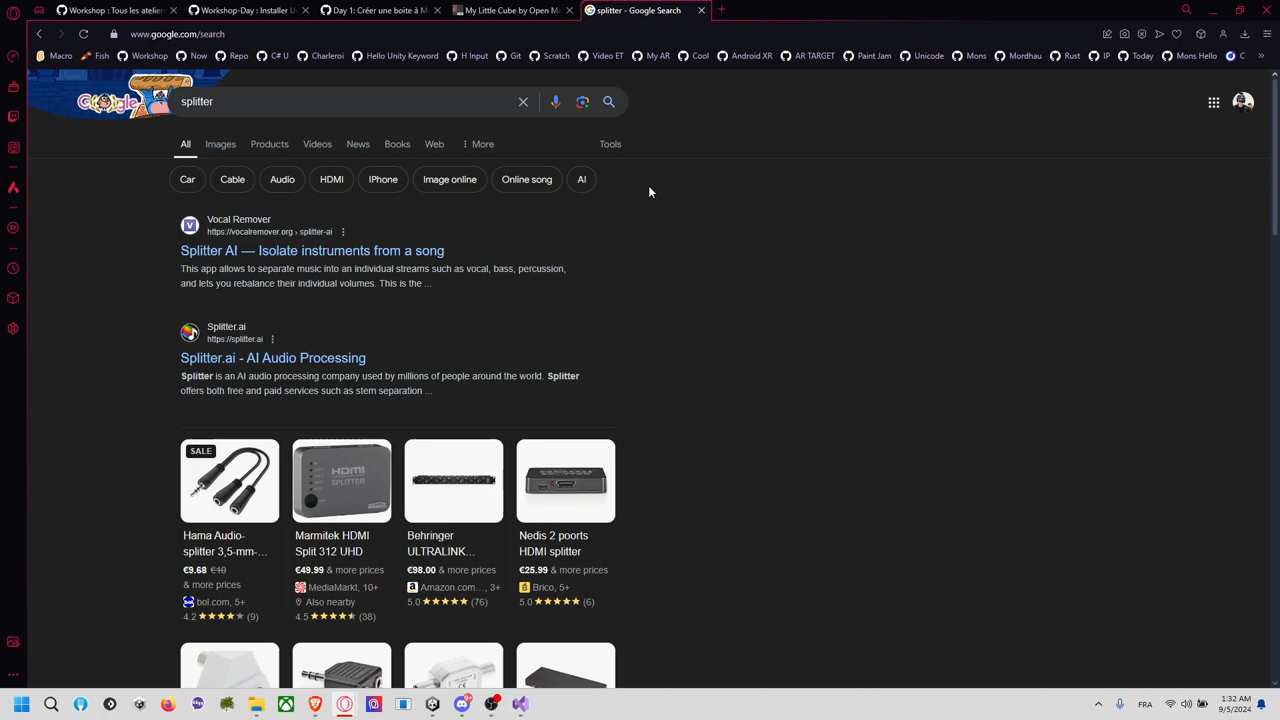 Workshop : Tous les atelier:
Workshop-Day : Installer U
Day 1: Créer une boite à M
My Little Cube by Open Ma
splitter - Google Search
www.google.com/search
Macro
Fish
Workshop
Now
Repo
C# U
Charleroi
Hello Unity Keyword
H Input
Git
Scratch
Video ET
My AR
Cool
Android XR
AR TARGET
Paint Jam
Unicode
Mons
Mordhau
Rust
IP
Today
Mons Hello
C
Google
splitter
All
Images
Products
Videos
News
Books
Web
More
Tools
Car
Cable
Audio
HDMI
IPhone
Image online
Online song
AI
Vocal Remover
https://vocalremover.org › splitter-ai
Splitter AI — Isolate instruments from a song
This app allows to separate music into an individual streams such as vocal, bass, percussion,
and lets you rebalance their individual volumes. This is the ...
Splitter.ai
https://splitter.ai
Splitter.ai - AI Audio Processing
Splitter is an AI audio processing company used by millions of people around the world. Splitter
offers both free and paid services such as stem separation ...
SALE
HDMI
SPLITTER
Hama Audio-
splitter 3,5-mm-...
€9.68 €10
& more prices
bol.com, 5+
4.2 (9)
Marmitek HDMI
Split 312 UHD
€49.99 & more prices
MediaMarkt, 10+
Also nearby
4.5 (38)
Behringer
ULTRALINK...
€98.00 & more prices
Amazon.com..., 3+
5.0 (76)
Nedis 2 poorts
HDMI splitter
€25.99 & more prices
Brico, 5+
5.0 (6)
9+
FRA
1:32 AM
9/5/2024